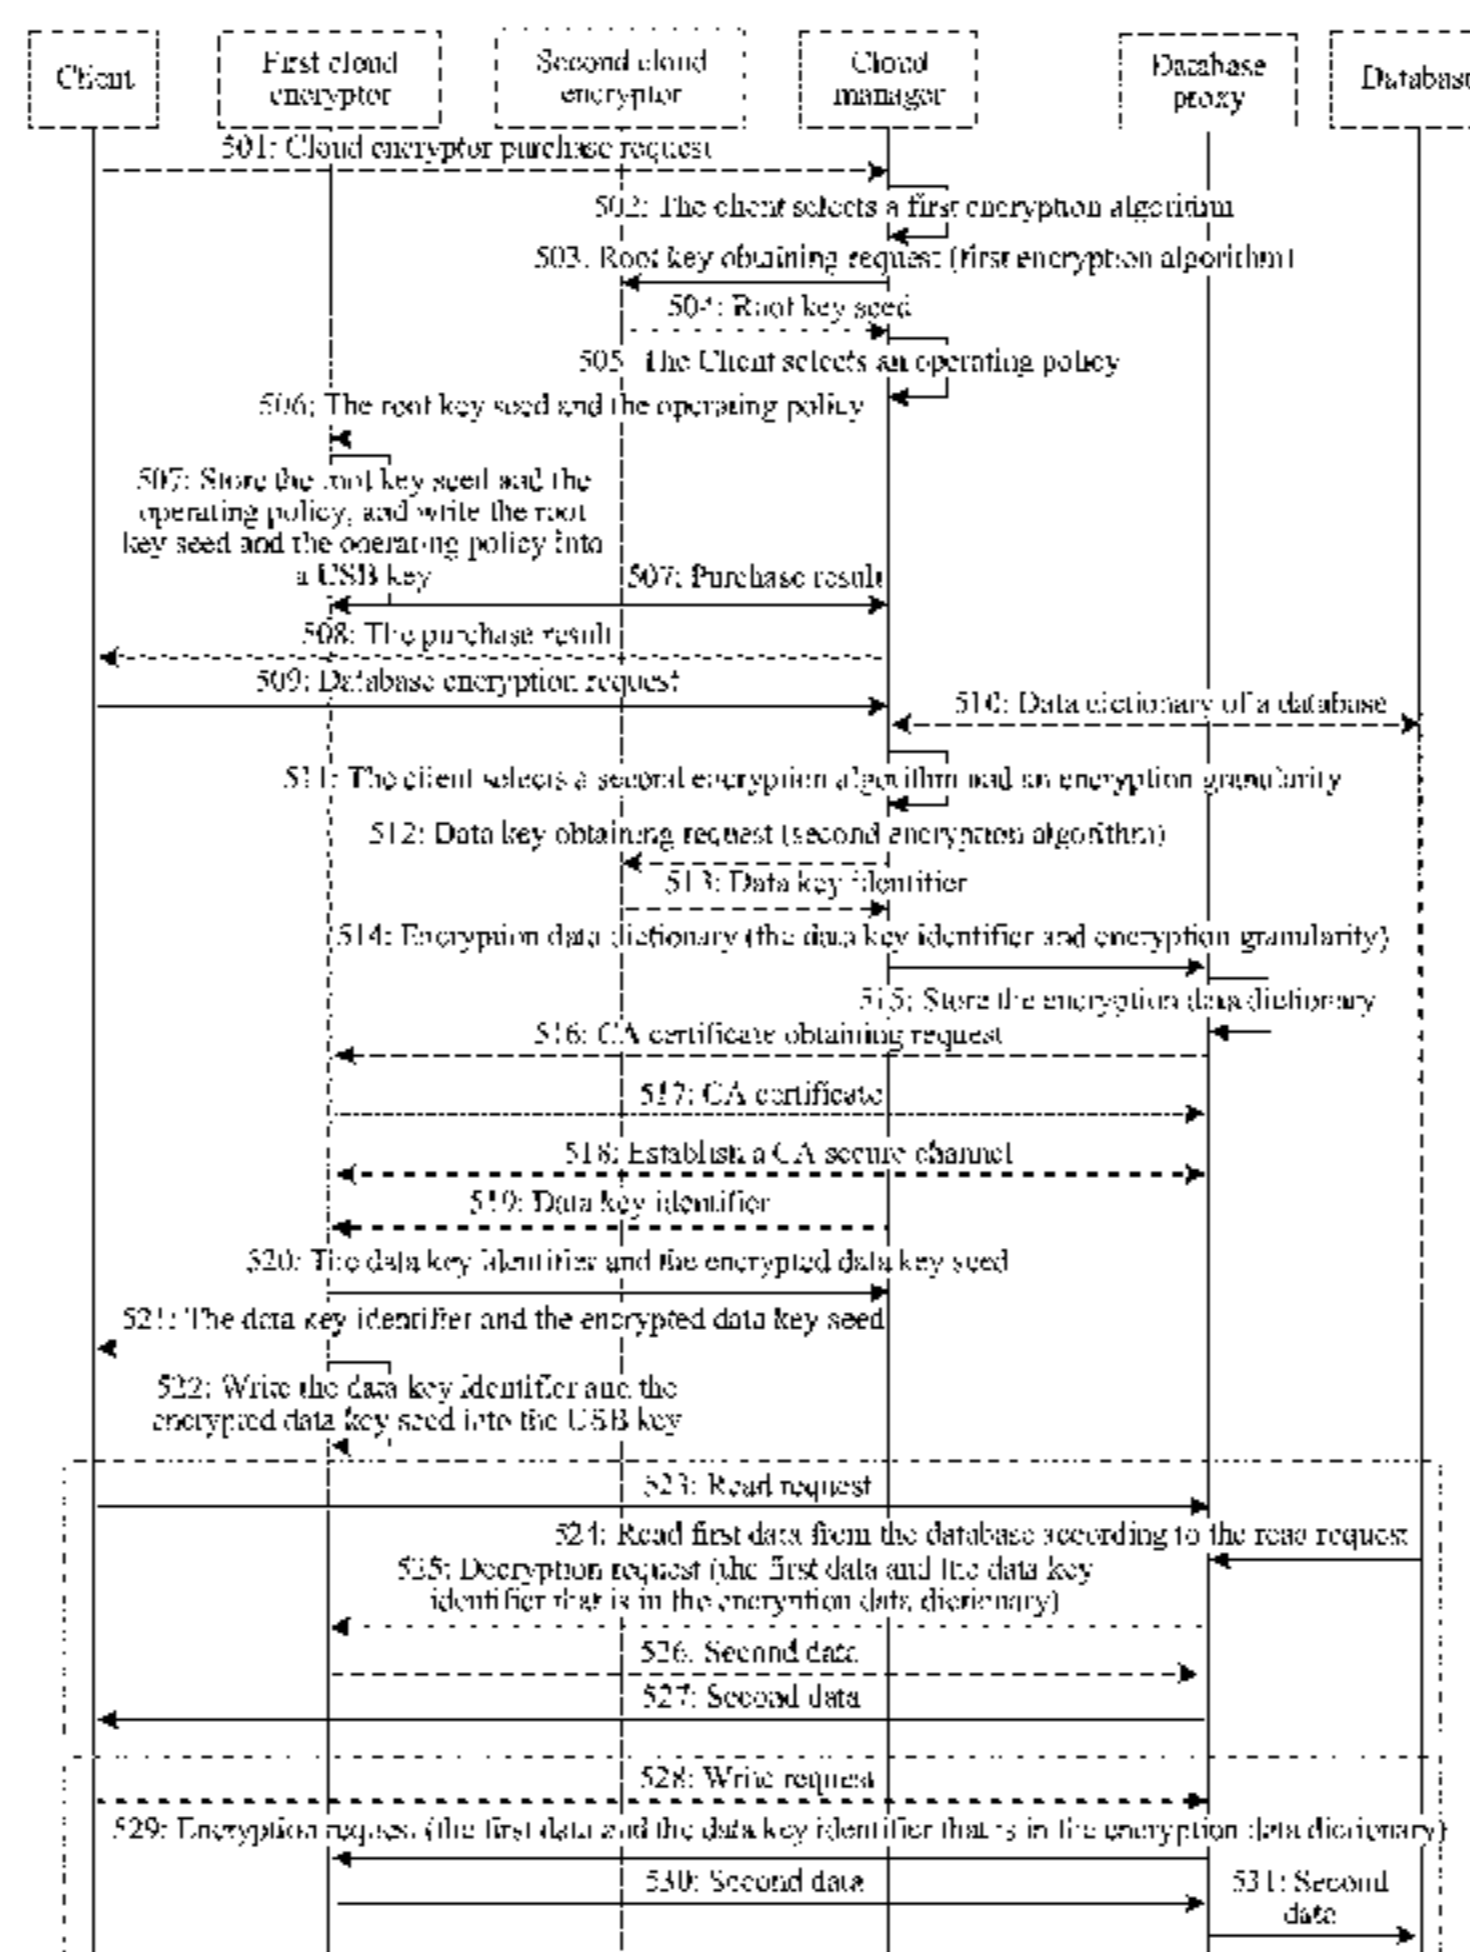 Client
First cloud
encryptor
Second cloud
encryptor
Cloud
manager
Database
proxy
Database
501: Cloud encryptor purchase request
502: The client selects a first encryption algorithm
503: Root key obtaining request (first encryption algorithm)
504: Root key seed
505: The Client selects an operating policy
506: The root key seed and the operating policy
507: Store the root key seed and the
operating policy, and write the root
key seed and the operating policy into
a USB key
507: Purchase result
508: The purchase result
509: Database encryption request
510: Data dictionary of a database
511: The client selects a second encryption algorithm and an encryption granularity
512: Data key obtaining request (second encryption algorithm)
513: Data key identifier
514: Encryption data dictionary (the data key identifier and encryption granularity)
515: Store the encryption data dictionary
516: CA certificate obtaining request
517: CA certificate
518: Establish a CA secure channel
519: Data key identifier
520: The data key identifier and the encrypted data key seed
521: The data key identifier and the encrypted data key seed
522: Write the data key identifier and the
encrypted data key seed into the USB key
523: Read request
524: Read first data from the database according to the read request
525: Decryption request (the first data and the data key
identifier that is in the encryption data dictionary)
526: Second data
527: Second data
528: Write request
529: Encryption request (the first data and the data key identifier that is in the encryption data dictionary)
530: Second data
531: Second
data